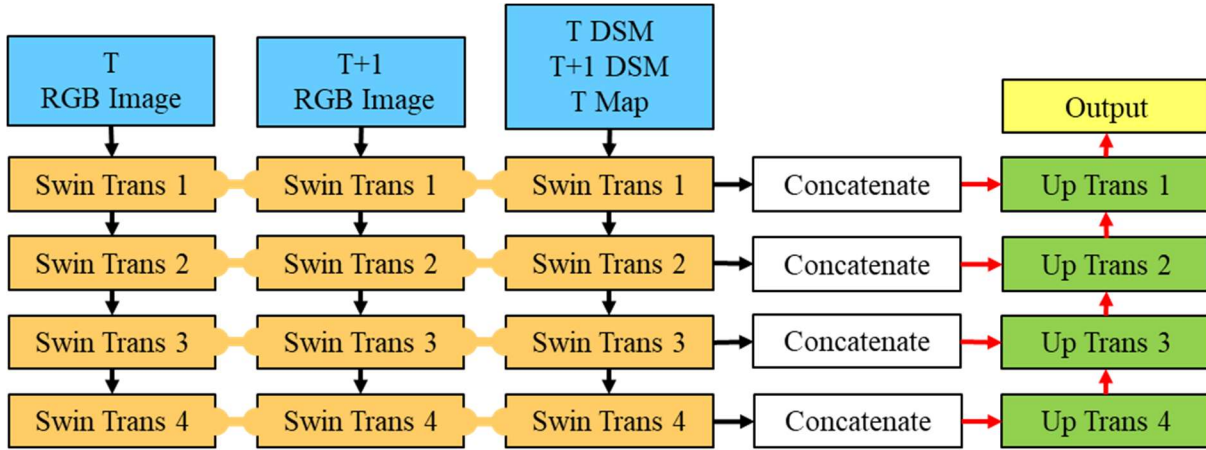 T
RGB Image
T+1
RGB Image
T DSM
T+1 DSM
T Map
Output
Swin Trans 1
Swin Trans 1
Swin Trans 1
Concatenate
Up Trans 1
Swin Trans 2
Swin Trans 2
Swin Trans 2
Concatenate
Up Trans 2
Swin Trans 3
Swin Trans 3
Swin Trans 3
Concatenate
Up Trans 3
Swin Trans 4
Swin Trans 4
Swin Trans 4
Concatenate
Up Trans 4